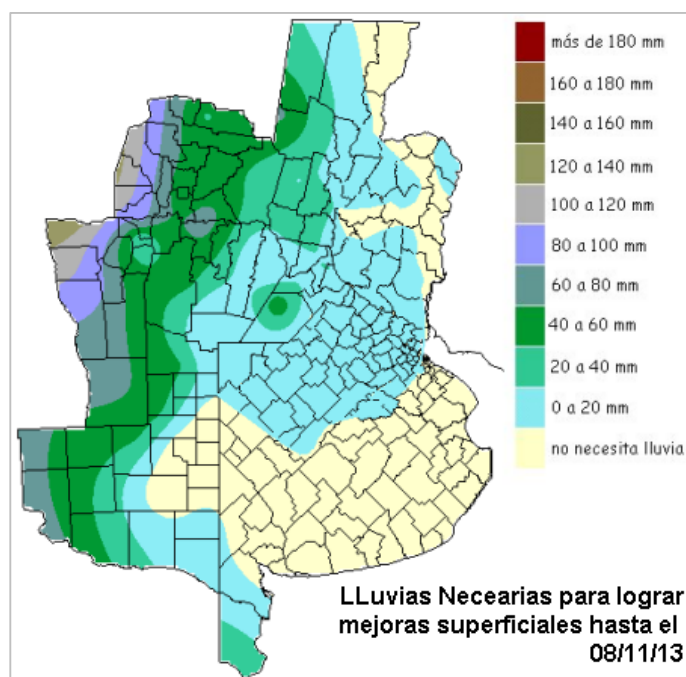 más de 180 mm
160 a 180 mm
140 a 160 mm
120 a 140 mm
100 a 120 mm
80 a 100 mm
60 a 80 mm
40 a 60 mm
20 a 40 mm
0 a 20 mm
no necesita lluvia
LLuvias Necearias para lograr
mejoras superficiales hasta el
08/11/13